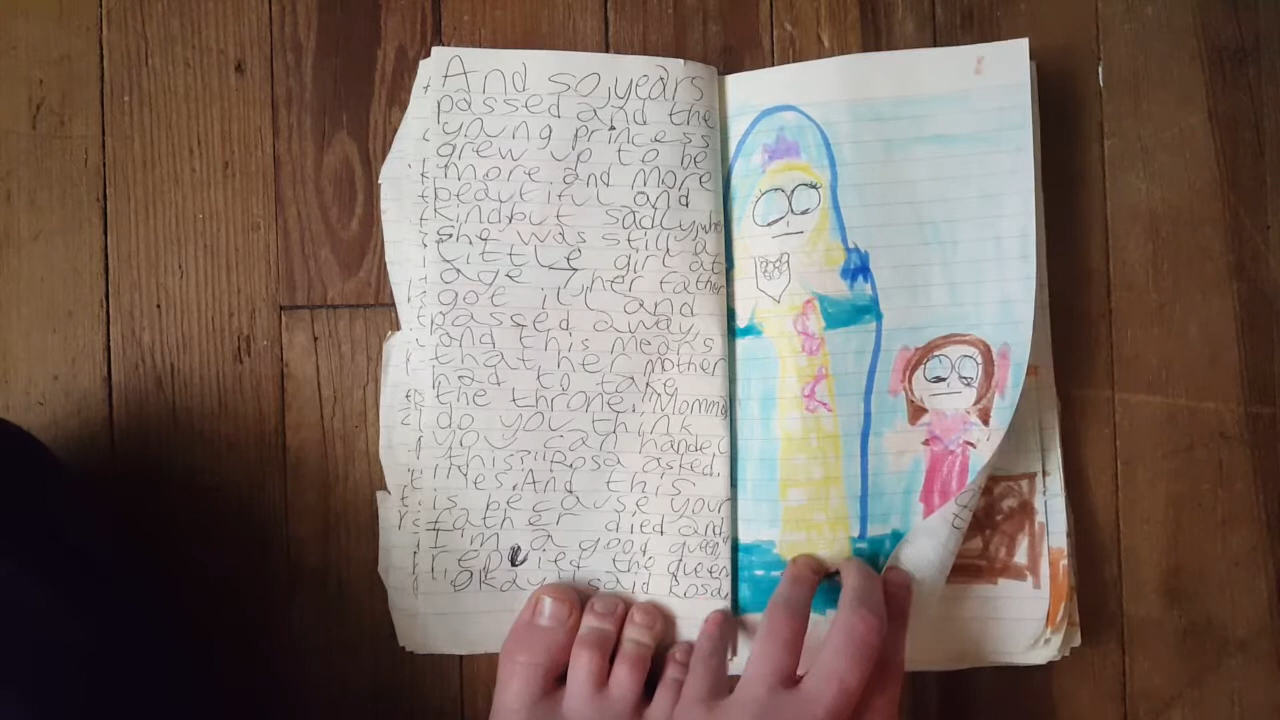 And so, years
passed and the
young princess
grew up to be
more and more
beautiful and
kind, but sadly, when
she was still a
little girl at
age 7, her father
got ill and
passed away
and this means
that her mother
had to take
the throne. "Momma
do you think
you can handel
this?" Rosa asked.
"Yes. And this
is because your
father died and
I'm a good queen,"
replied the queen
"Okay" said Rosa.